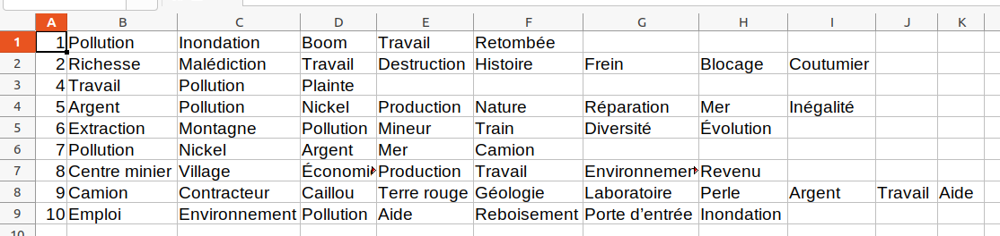 A B C D E F G H I J K
1 1 Pollution Inondation Boom Travail Retombée
2 2 Richesse Malédiction Travail Destruction Histoire Frein Blocage Coutumier
3 4 Travail Pollution Plainte
4 5 Argent Pollution Nickel Production Nature Réparation Mer Inégalité
5 6 Extraction Montagne Pollution Mineur Train Diversité Évolution
6 7 Pollution Nickel Argent Mer Camion
7 8 Centre minier Village Économi Production Travail Environnemer Revenu
8 9 Camion Contracteur Caillou Terre rouge Géologie Laboratoire Perle Argent Travail Aide
9 10 Emploi Environnement Pollution Aide Reboisement Porte d’entrée Inondation
10